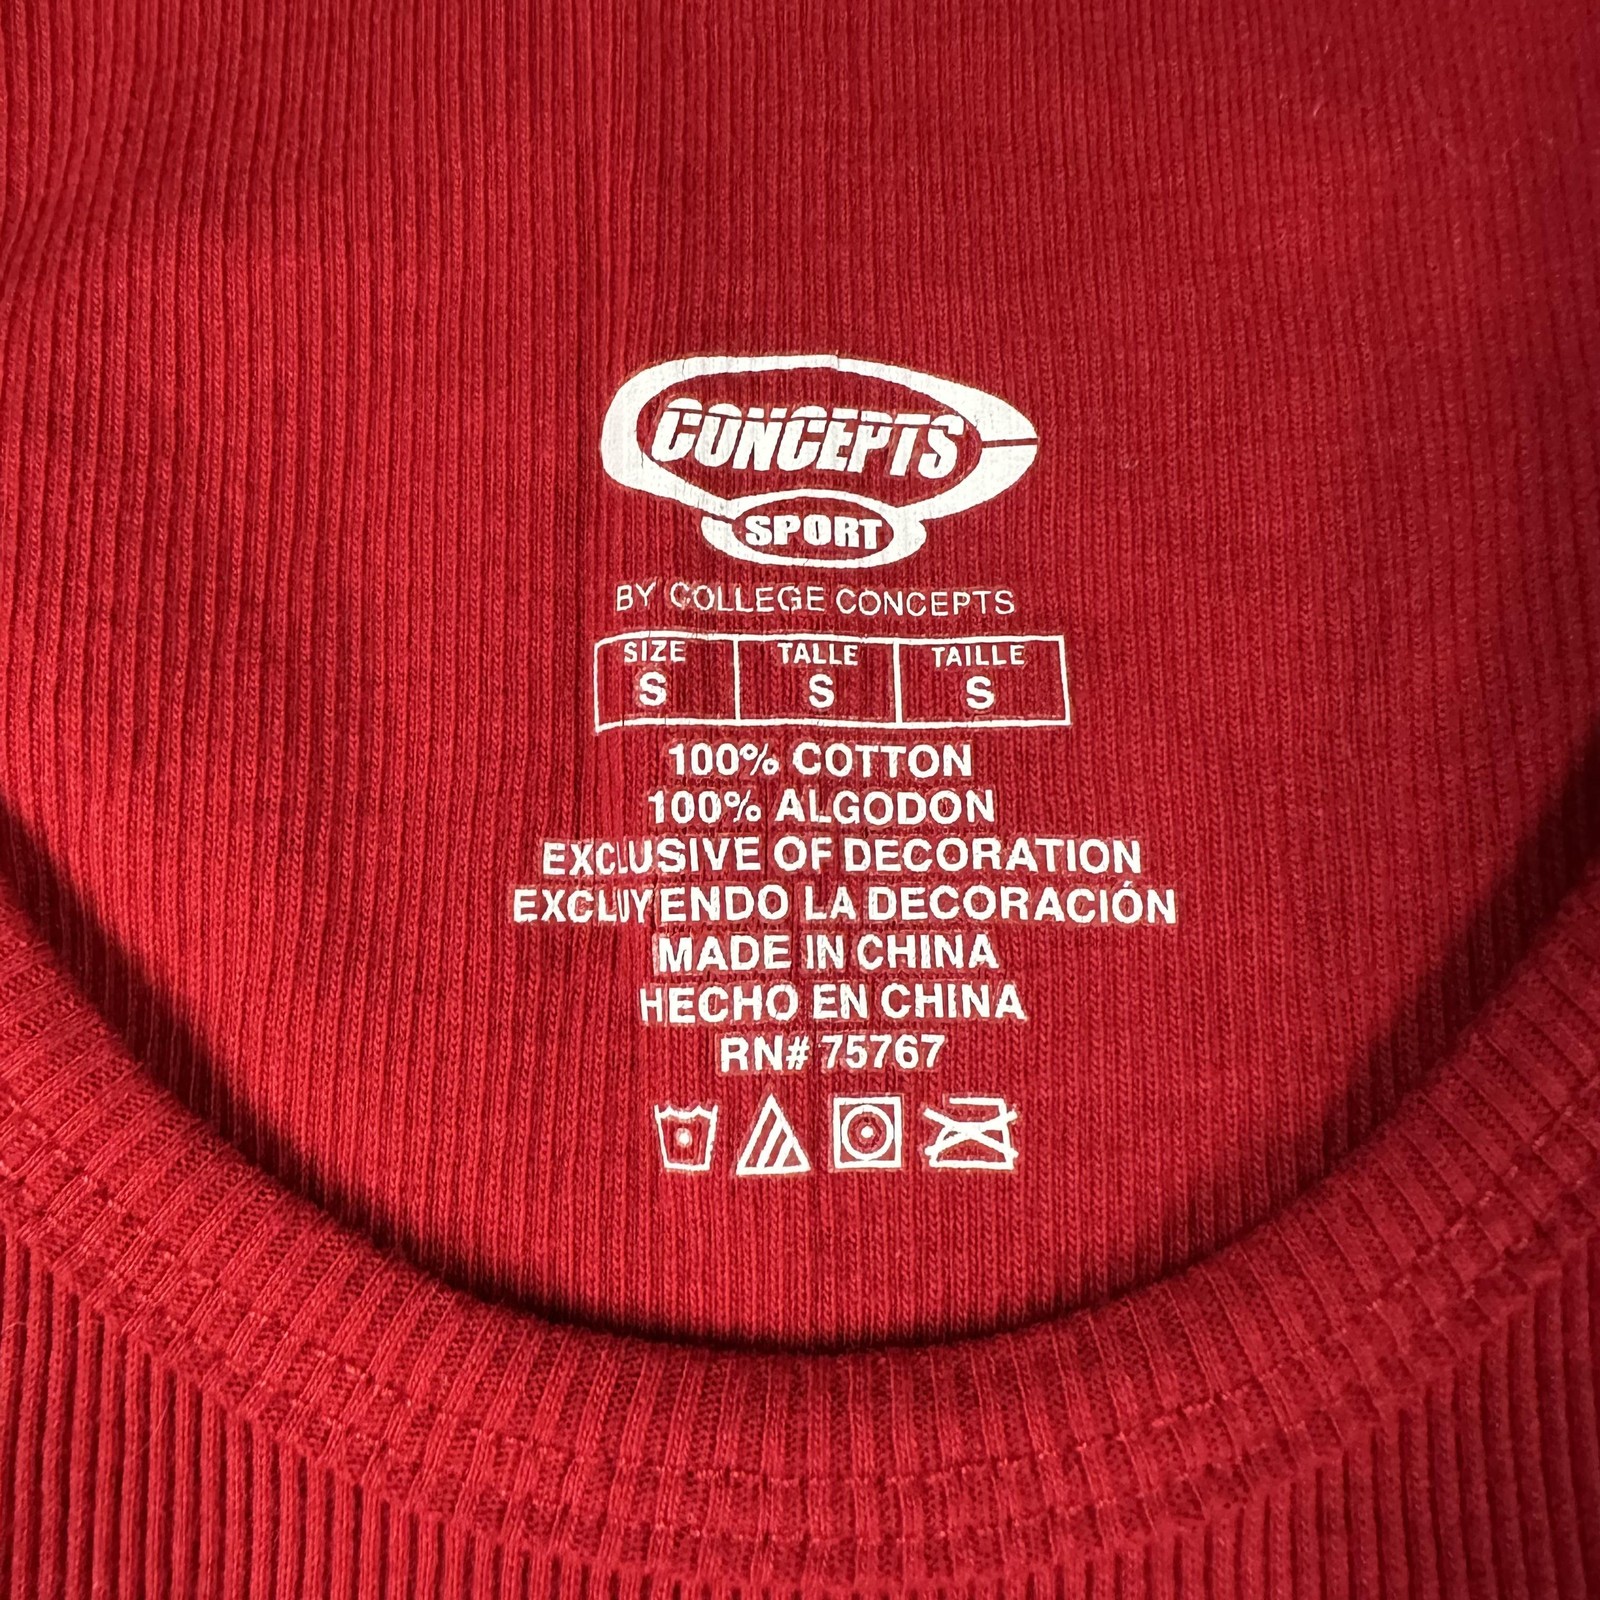 CONCEPTS
SPORT
BY COLLEGE CONCEPTS
SIZE TALLE TAILLE
S S S
100% COTTON
100% ALGODON
EXCLUSIVE OF DECORATION
EXCLUYENDO LA DECORACIÓN
MADE IN CHINA
HECHO EN CHINA
RN# 75767